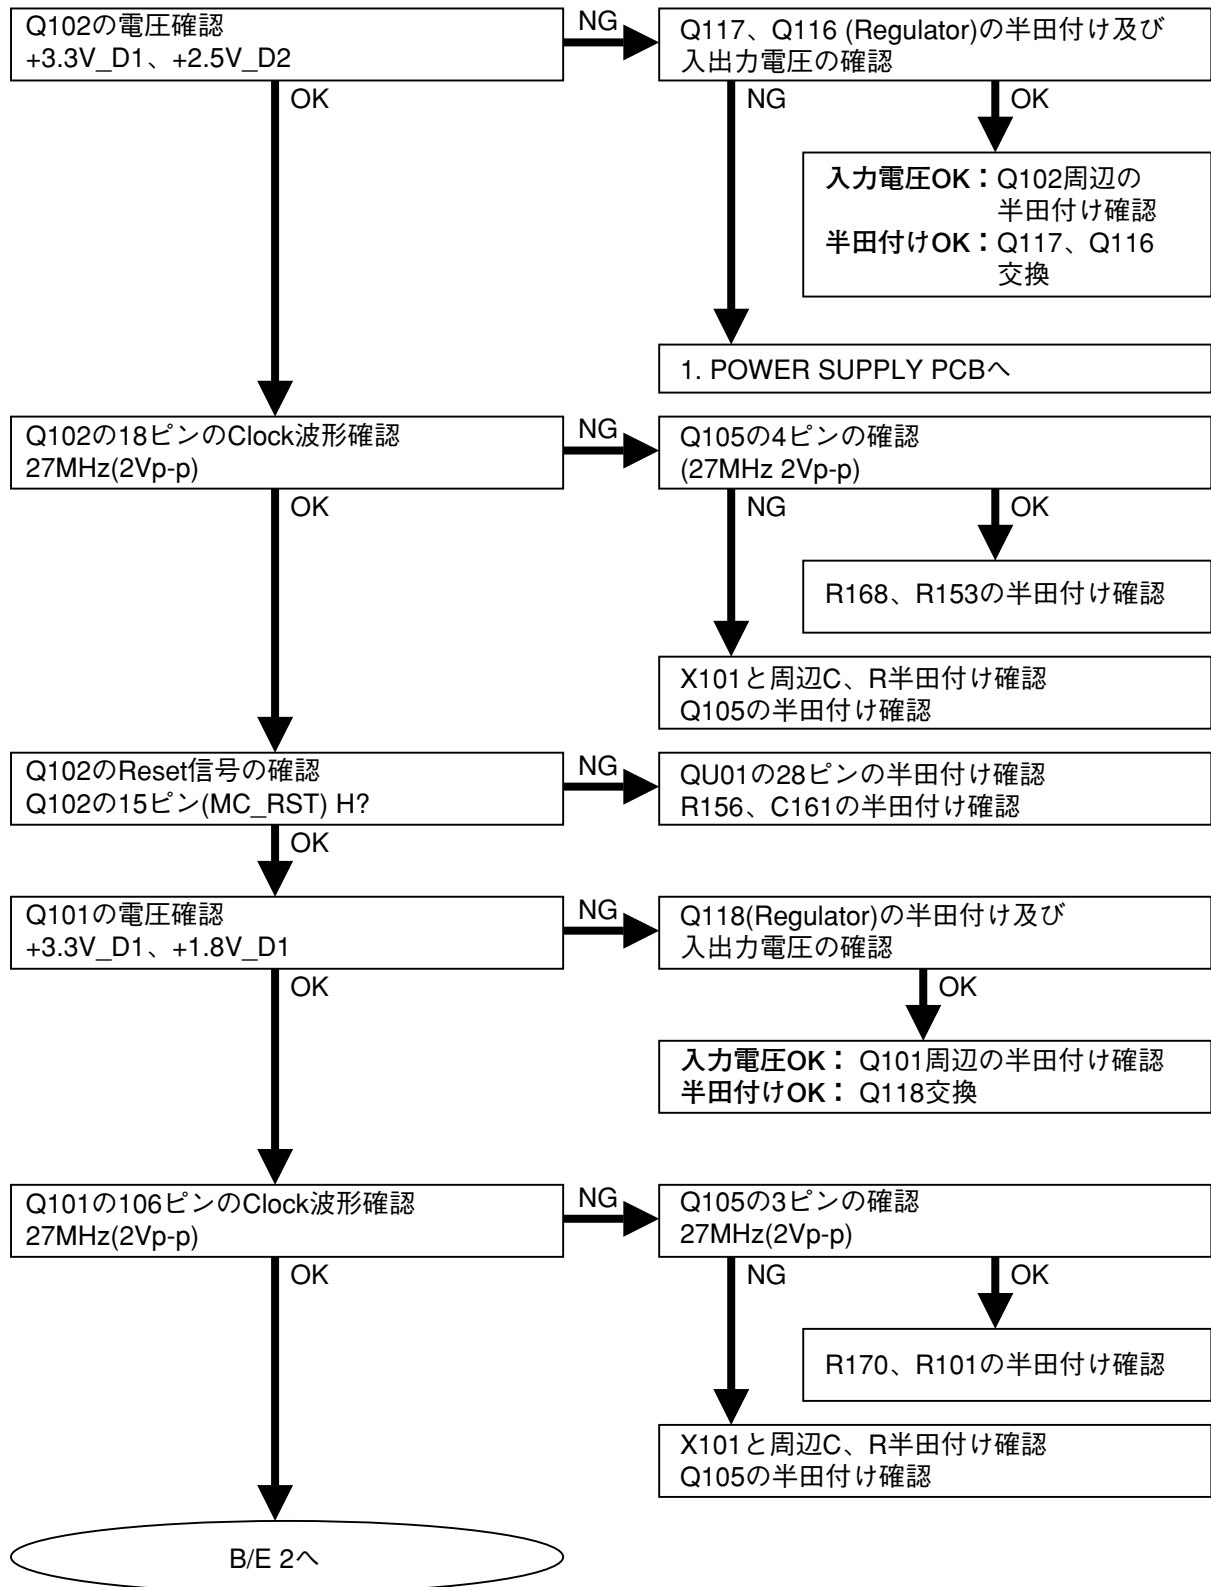 Q102の電圧確認
+3.3V_D1、+2.5V_D2
NG
Q117、Q116 (Regulator)の半田付け及び
入出力電圧の確認
OK
NG
OK
入力電圧OK：Q102周辺の
半田付け確認
半田付けOK：Q117、Q116
交換
1. POWER SUPPLY PCBへ
Q102の18ピンのClock波形確認
27MHz(2Vp-p)
NG
Q105の4ピンの確認
(27MHz 2Vp-p)
OK
NG
OK
R168、R153の半田付け確認
X101と周辺C、R半田付け確認
Q105の半田付け確認
Q102のReset信号の確認
Q102の15ピン(MC_RST) H?
NG
QU01の28ピンの半田付け確認
R156、C161の半田付け確認
OK
Q101の電圧確認
+3.3V_D1、+1.8V_D1
NG
Q118(Regulator)の半田付け及び
入出力電圧の確認
OK
OK
入力電圧OK： Q101周辺の半田付け確認
半田付けOK： Q118交換
Q101の106ピンのClock波形確認
27MHz(2Vp-p)
NG
Q105の3ピンの確認
27MHz(2Vp-p)
OK
NG
OK
R170、R101の半田付け確認
X101と周辺C、R半田付け確認
Q105の半田付け確認
B/E 2へ